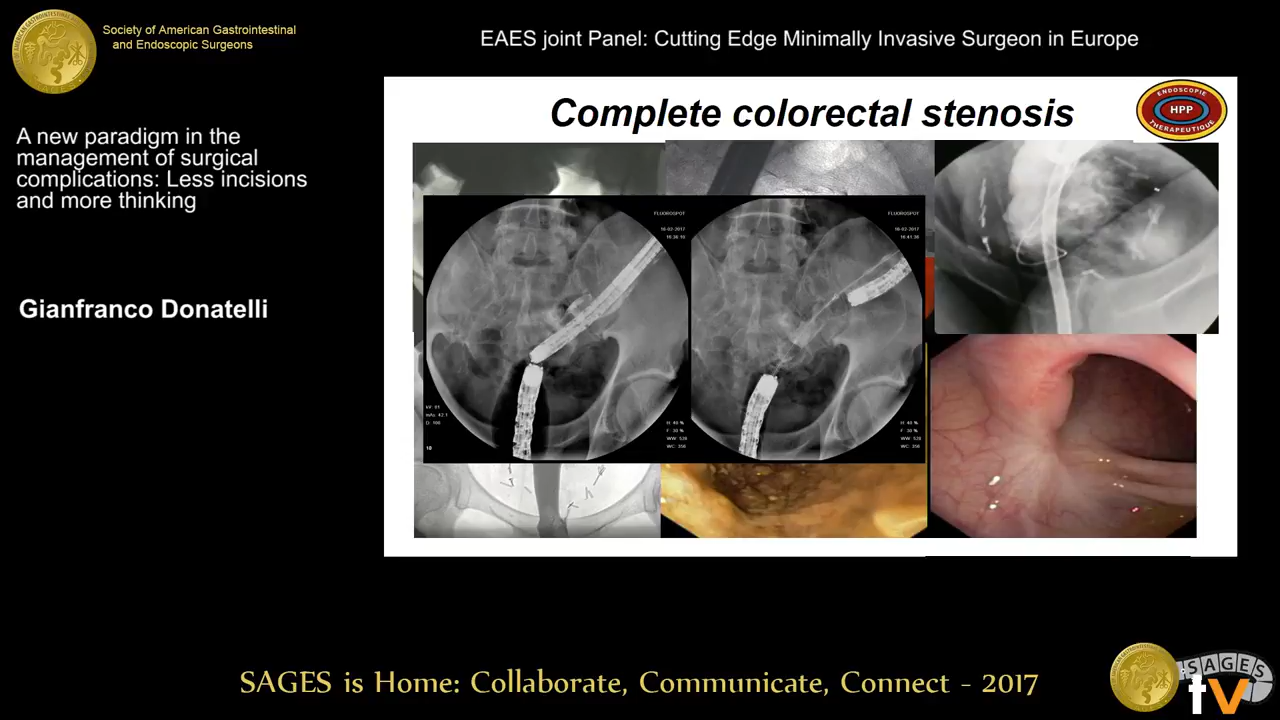 Society of American Gastrointestinal
and Endoscopic Surgeons
EAES joint Panel: Cutting Edge Minimally Invasive Surgeon in Europe
A new paradigm in the
management of surgical
complications: Less incisions
and more thinking
Gianfranco Donatelli
Complete colorectal stenosis
ENDOSCOPIE
HPP
THERAPEUTIQUE
FLUOROSPOT
FLUOROSPOT
SAGES is Home: Collaborate, Communicate, Connect - 2017
SAGES
tv